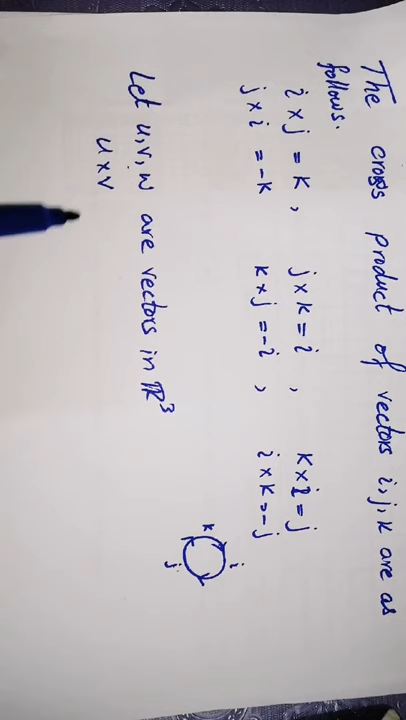 The cross product of vectors i, j, k are as
follows.
i × j = k, j × k = i, k × i = j
j × i = -k k × j = -i, i × k = -j
k i
j
Let u, v, w are vectors in ℝ³
u × v